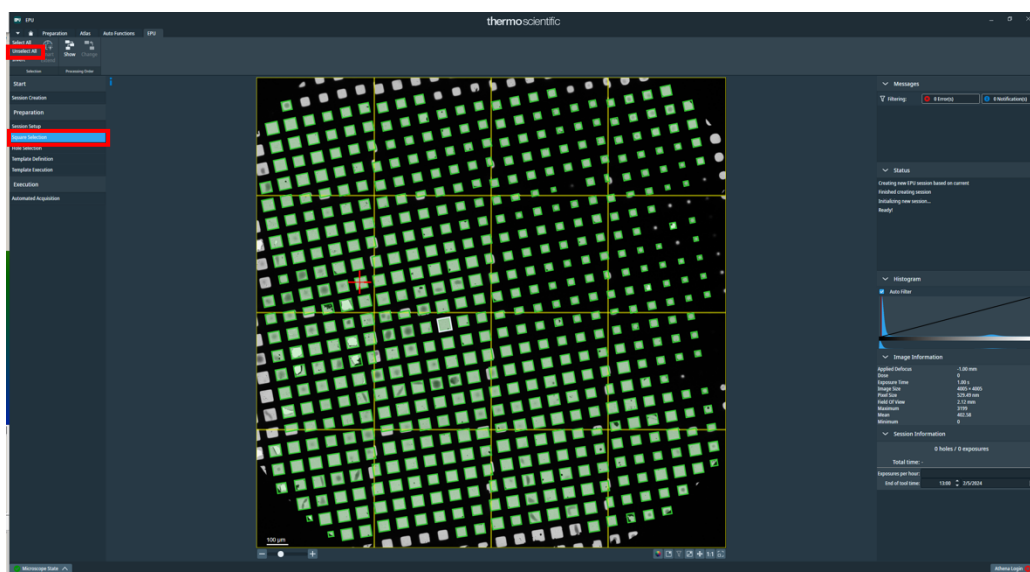 EPU
thermo scientific
Preparation Atlas Auto Functions EPU
Select All
Unselect All
Show Change
Selection Processing Order
Start
Session Creation
Preparation
Session Setup
Square Selection
Hole Selection
Template Definition
Template Execution
Execution
Automated Acquisition
100 µm
1:1
Messages
Filtering: 0 Error(s) 0 Notification(s)
Status
Creating new EPU session based on current
Finished creating session
Initializing new session...
Ready!
Histogram
Auto Filter
Image Information
Applied Defocus -1.00 mm
Dose 0
Exposure Time 1.00 s
Image Size 4005 × 4005
Pixel Size 529.49 nm
Field Of View 2.12 mm
Maximum 3199
Mean 402.58
Minimum 0
Session Information
0 holes / 0 exposures
Total time: -
Exposures per hour:
End of tool time: 13:00 2/5/2024
Microscope State
Athena Login